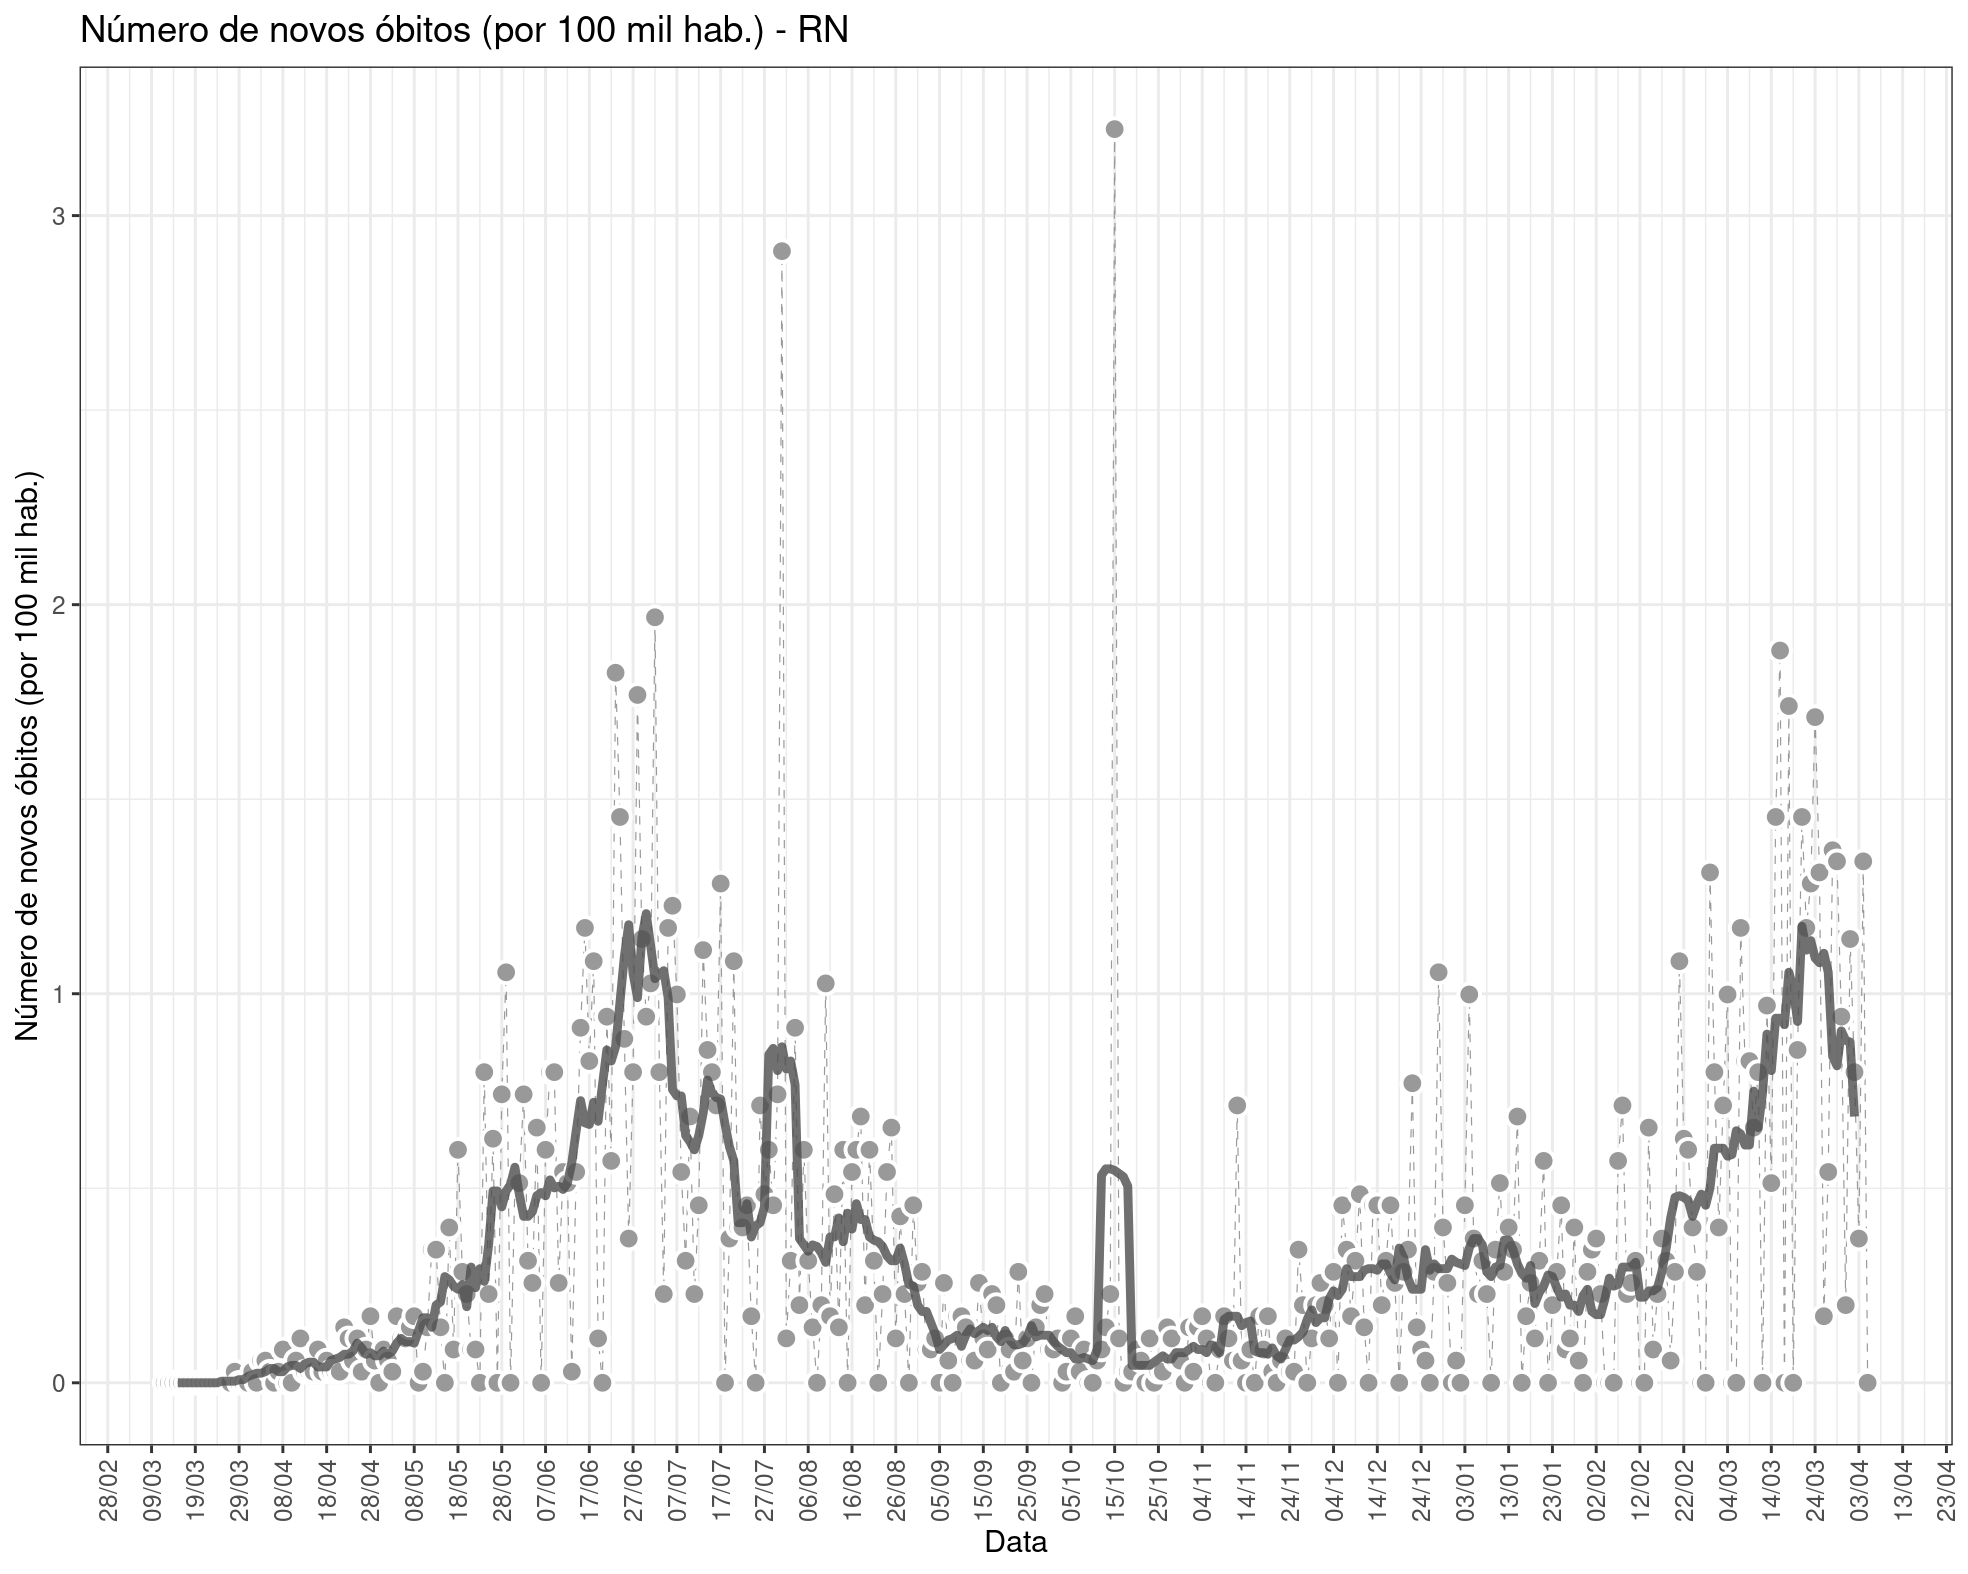 Número de novos óbitos (por 100 mil hab.) - RN
Número de novos óbitos (por 100 mil hab.)
3
2
1
0
28/02 09/03 19/03 29/03 08/04 18/04 28/04 08/05 18/05 28/05 07/06 17/06 27/06 07/07 17/07 27/07 06/08 16/08 26/08 05/09 15/09 25/09 05/10 15/10 25/10 04/11 14/11 24/11 04/12 14/12 24/12 03/01 13/01 23/01 02/02 12/02 22/02 04/03 14/03 24/03 03/04 13/04 23/04
Data